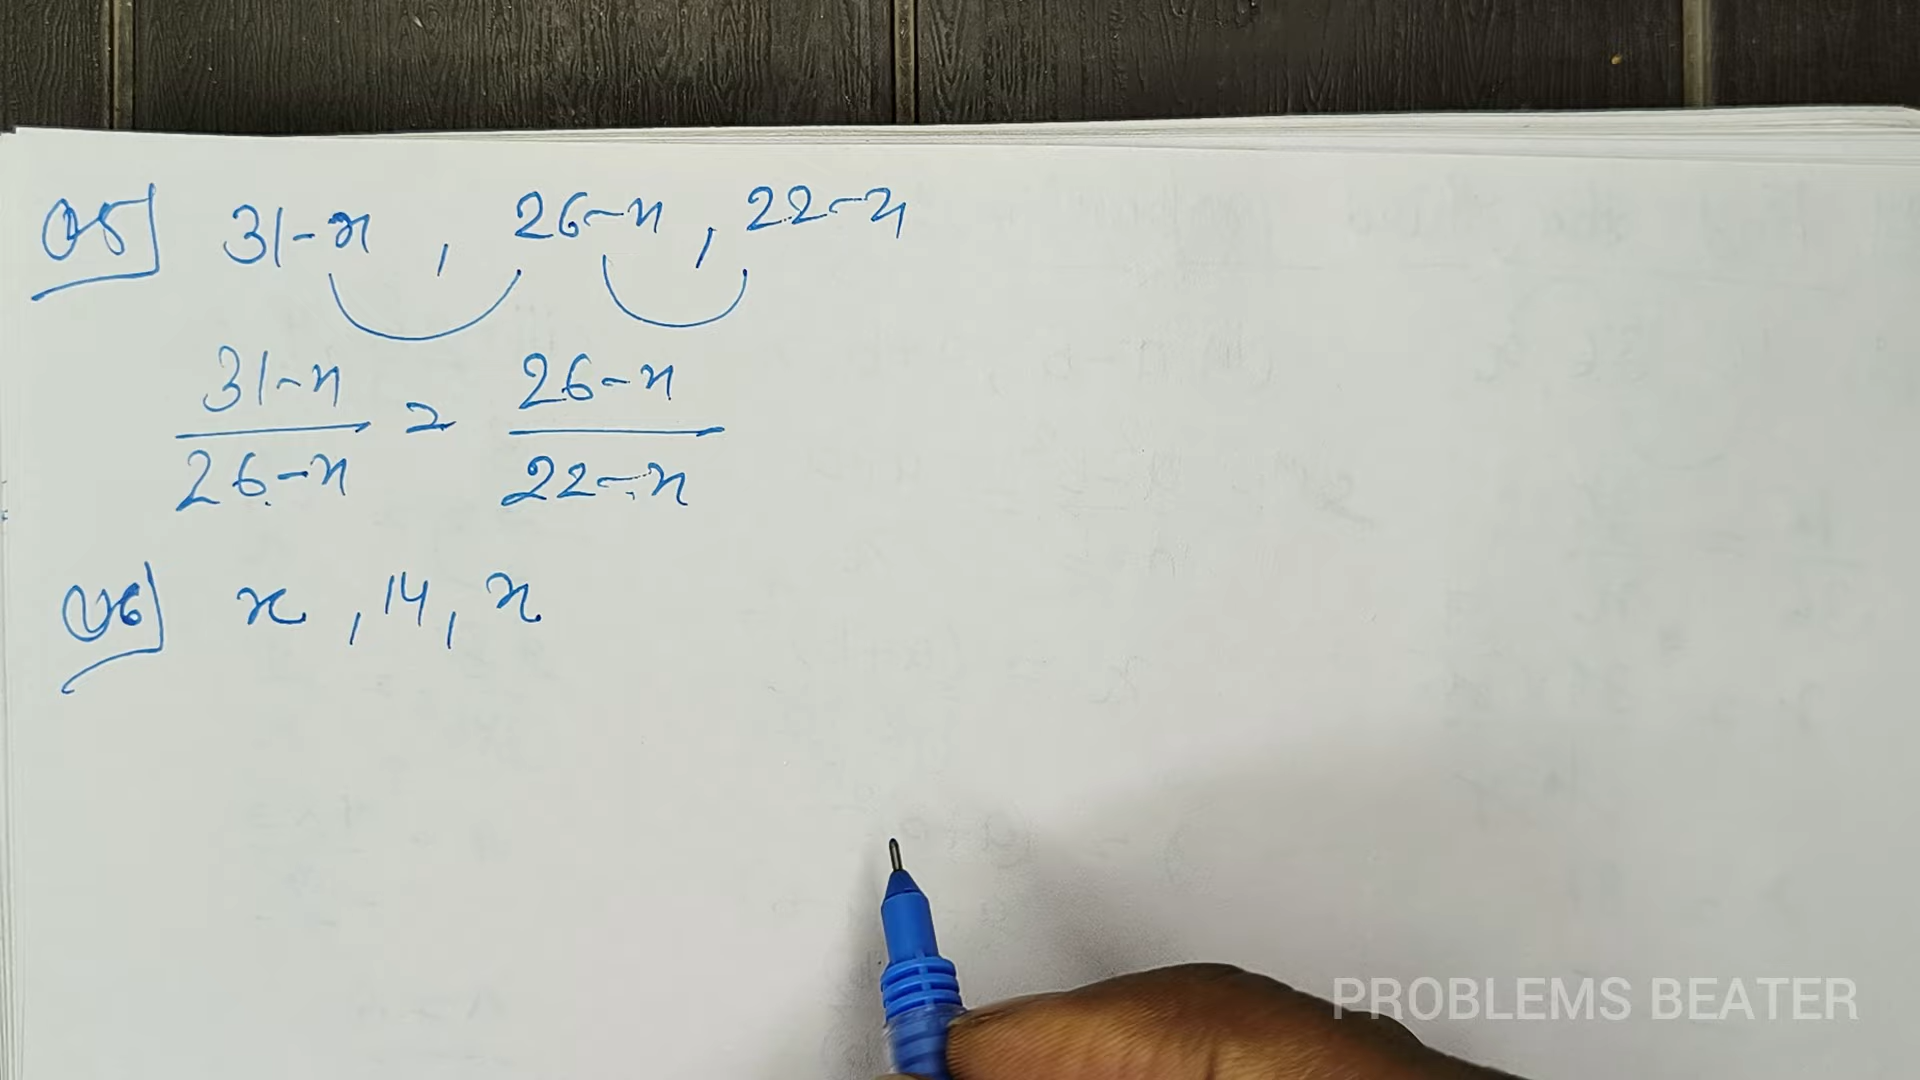 Q5] 31-x , 26-x , 22-x
31-x / 26-x = 26-x / 22-x
Q6] x , 14 , x
PROBLEMS BEATER